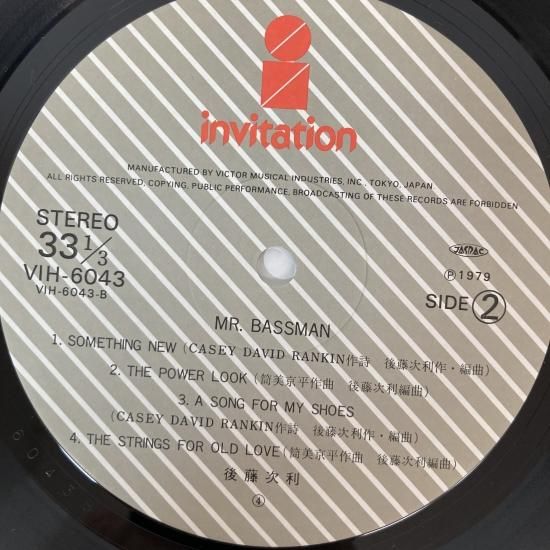 invitation
MANUFACTURED BY VICTOR MUSICAL INDUSTRIES, INC., TOKYO, JAPAN.
ALL RIGHTS RESERVED, COPYING, PUBLIC PERFORMANCE, BROADCASTING OF THESE RECORDS ARE FORBIDDEN
STEREO
33 1/3
VIH-6043
VIH-6043-B
JASRAC
Ⓟ1979
SIDE ②
MR. BASSMAN
1. SOMETHING NEW (CASEY DAVID RANKIN作詩 後藤次利作・編曲)
2. THE POWER LOOK (筒美京平作曲 後藤次利編曲)
3. A SONG FOR MY SHOES
(CASEY DAVID RANKIN作詩 後藤次利作・編曲)
4. THE STRINGS FOR OLD LOVE (筒美京平作曲 後藤次利編曲)
後藤次利
④